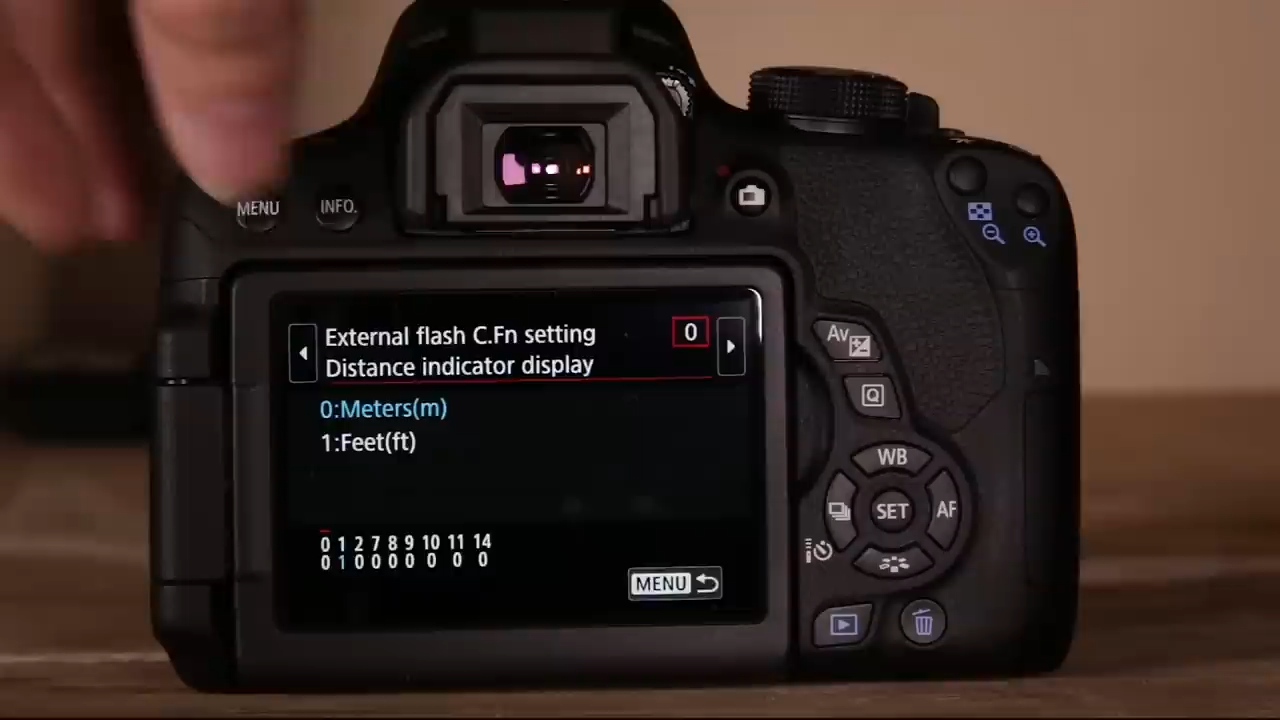 MENU
INFO.
External flash C.Fn setting
0
Distance indicator display
0:Meters(m)
1:Feet(ft)
0 1 2 7 8 9 10 11 14
0 1 0 0 0 0 0 0 0
MENU
Av
Q
WB
SET
AF